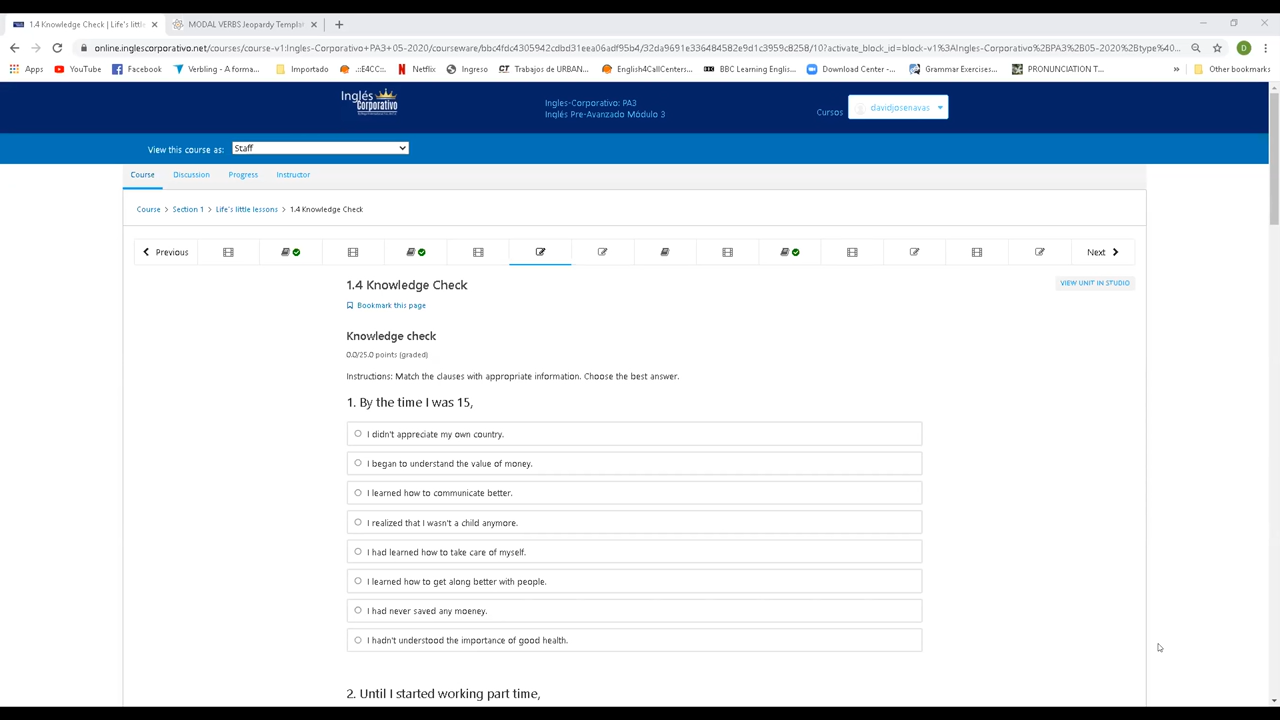 1.4 Knowledge Check | Life's littl
MODAL VERBS Jeopardy Templat
online.inglescorporativo.net/courses/course-v1:Ingles-Corporativo+PA3+05-2020/courseware/bbc4fdc4305942cdbd31eea06adf95b4/32da9691e336484582e9d1c3959c8258/10?activate_block_id=block-v1%3AIngles-Corporativo%2BPA3%2B05-2020%2Btype%40...
D
Apps YouTube Facebook Verbling - A forma... Importado .::E4CC::. Netflix Ingreso CT Trabajos de URBAN... English4CallCenters... BBC Learning Englis... Download Center -... Grammar Exercises... PRONUNCIATION T... » Other bookmarks
Inglés
Corporativo
Ingles-Corporativo: PA3
Inglés Pre-Avanzado Módulo 3
Cursos
davidjosenavas
View this course as: Staff
Course Discussion Progress Instructor
Course > Section 1 > Life's little lessons > 1.4 Knowledge Check
Previous
Next
1.4 Knowledge Check
VIEW UNIT IN STUDIO
Bookmark this page
Knowledge check
0.0/25.0 points (graded)
Instructions: Match the clauses with appropriate information. Choose the best answer.
1. By the time I was 15,
I didn't appreciate my own country.
I began to understand the value of money.
I learned how to communicate better.
I realized that I wasn't a child anymore.
I had learned how to take care of myself.
I learned how to get along better with people.
I had never saved any moeney.
I hadn't understood the importance of good health.
2. Until I started working part time,